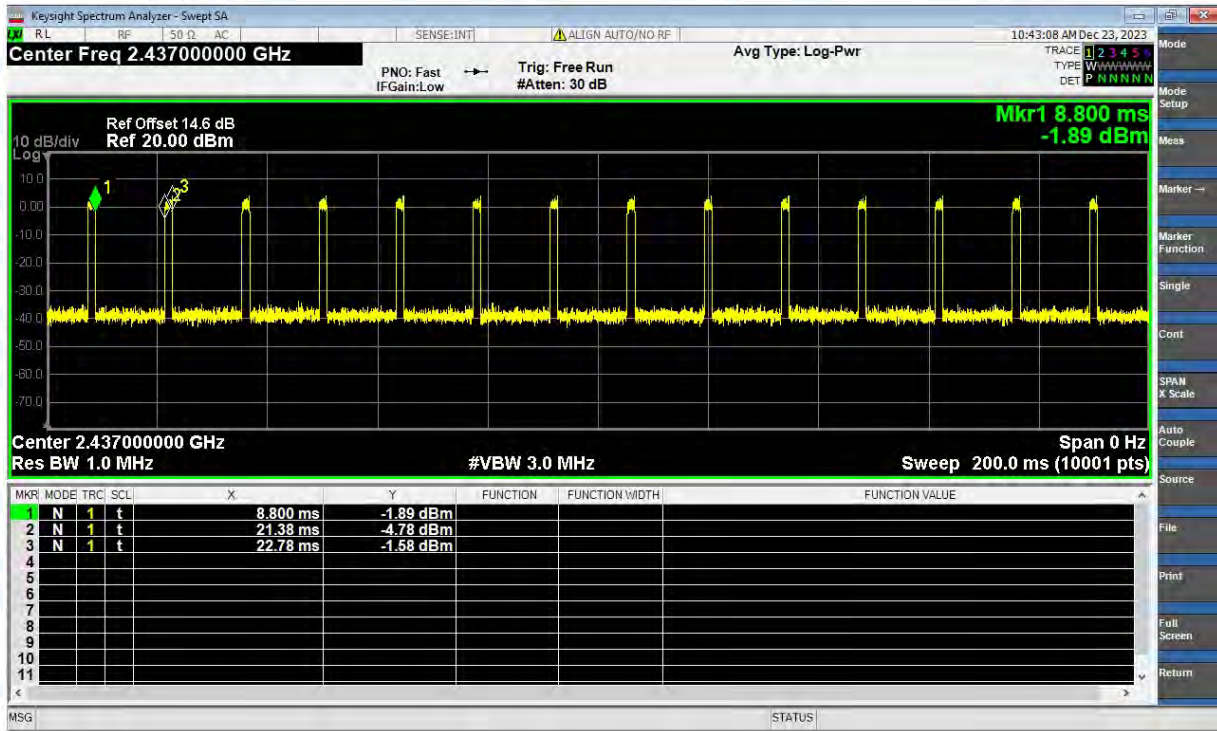 Keysight Spectrum Analyzer - Swept SA
LXI RL RF 50 Ω AC SENSE:INT ALIGN AUTO/NO RF 10:43:08 AM Dec 23, 2023
Center Freq 2.437000000 GHz
Avg Type: Log-Pwr
TRACE 1 2 3 4 5 6
TYPE W
DET P N N N N N
PNO: Fast
IFGain:Low
Trig: Free Run
#Atten: 30 dB
Mkr1 8.800 ms
-1.89 dBm
10 dB/div
Log
Ref Offset 14.6 dB
Ref 20.00 dBm
10.0
0.00
-10.0
-20.0
-30.0
-40.0
-50.0
-60.0
-70.0
1
2
3
Center 2.437000000 GHz
Span 0 Hz
Res BW 1.0 MHz #VBW 3.0 MHz Sweep 200.0 ms (10001 pts)
MKR MODE TRC SCL X Y FUNCTION FUNCTION WIDTH FUNCTION VALUE
1 N 1 t 8.800 ms -1.89 dBm
2 N 1 t 21.38 ms -4.78 dBm
3 N 1 t 22.78 ms -1.58 dBm
4
5
6
7
8
9
10
11
MSG STATUS
Mode
Mode Setup
Meas
Marker →
Marker Function
Single
Cont
SPAN X Scale
Auto Couple
Source
File
Print
Full Screen
Return